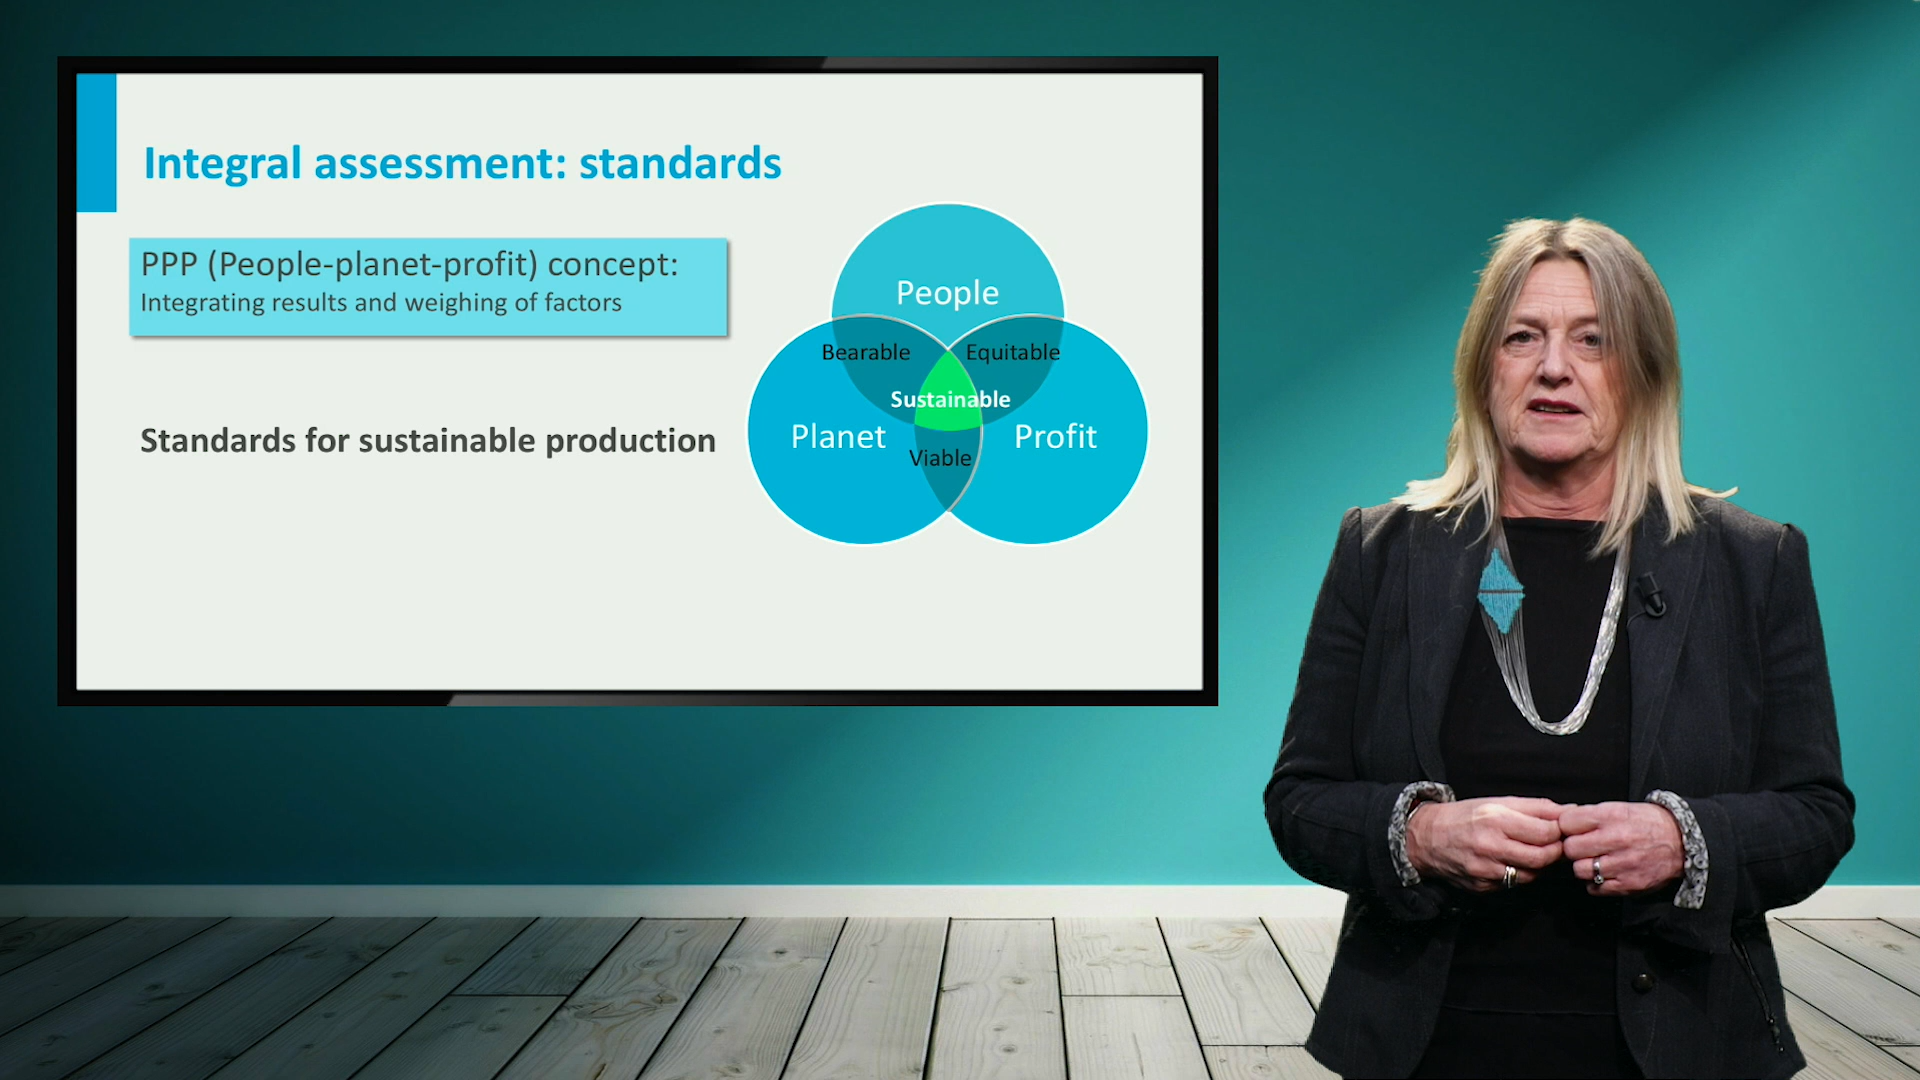 Integral assessment: standards
PPP (People-planet-profit) concept:
Integrating results and weighing of factors
Standards for sustainable production
People
Bearable
Equitable
Sustainable
Planet
Profit
Viable